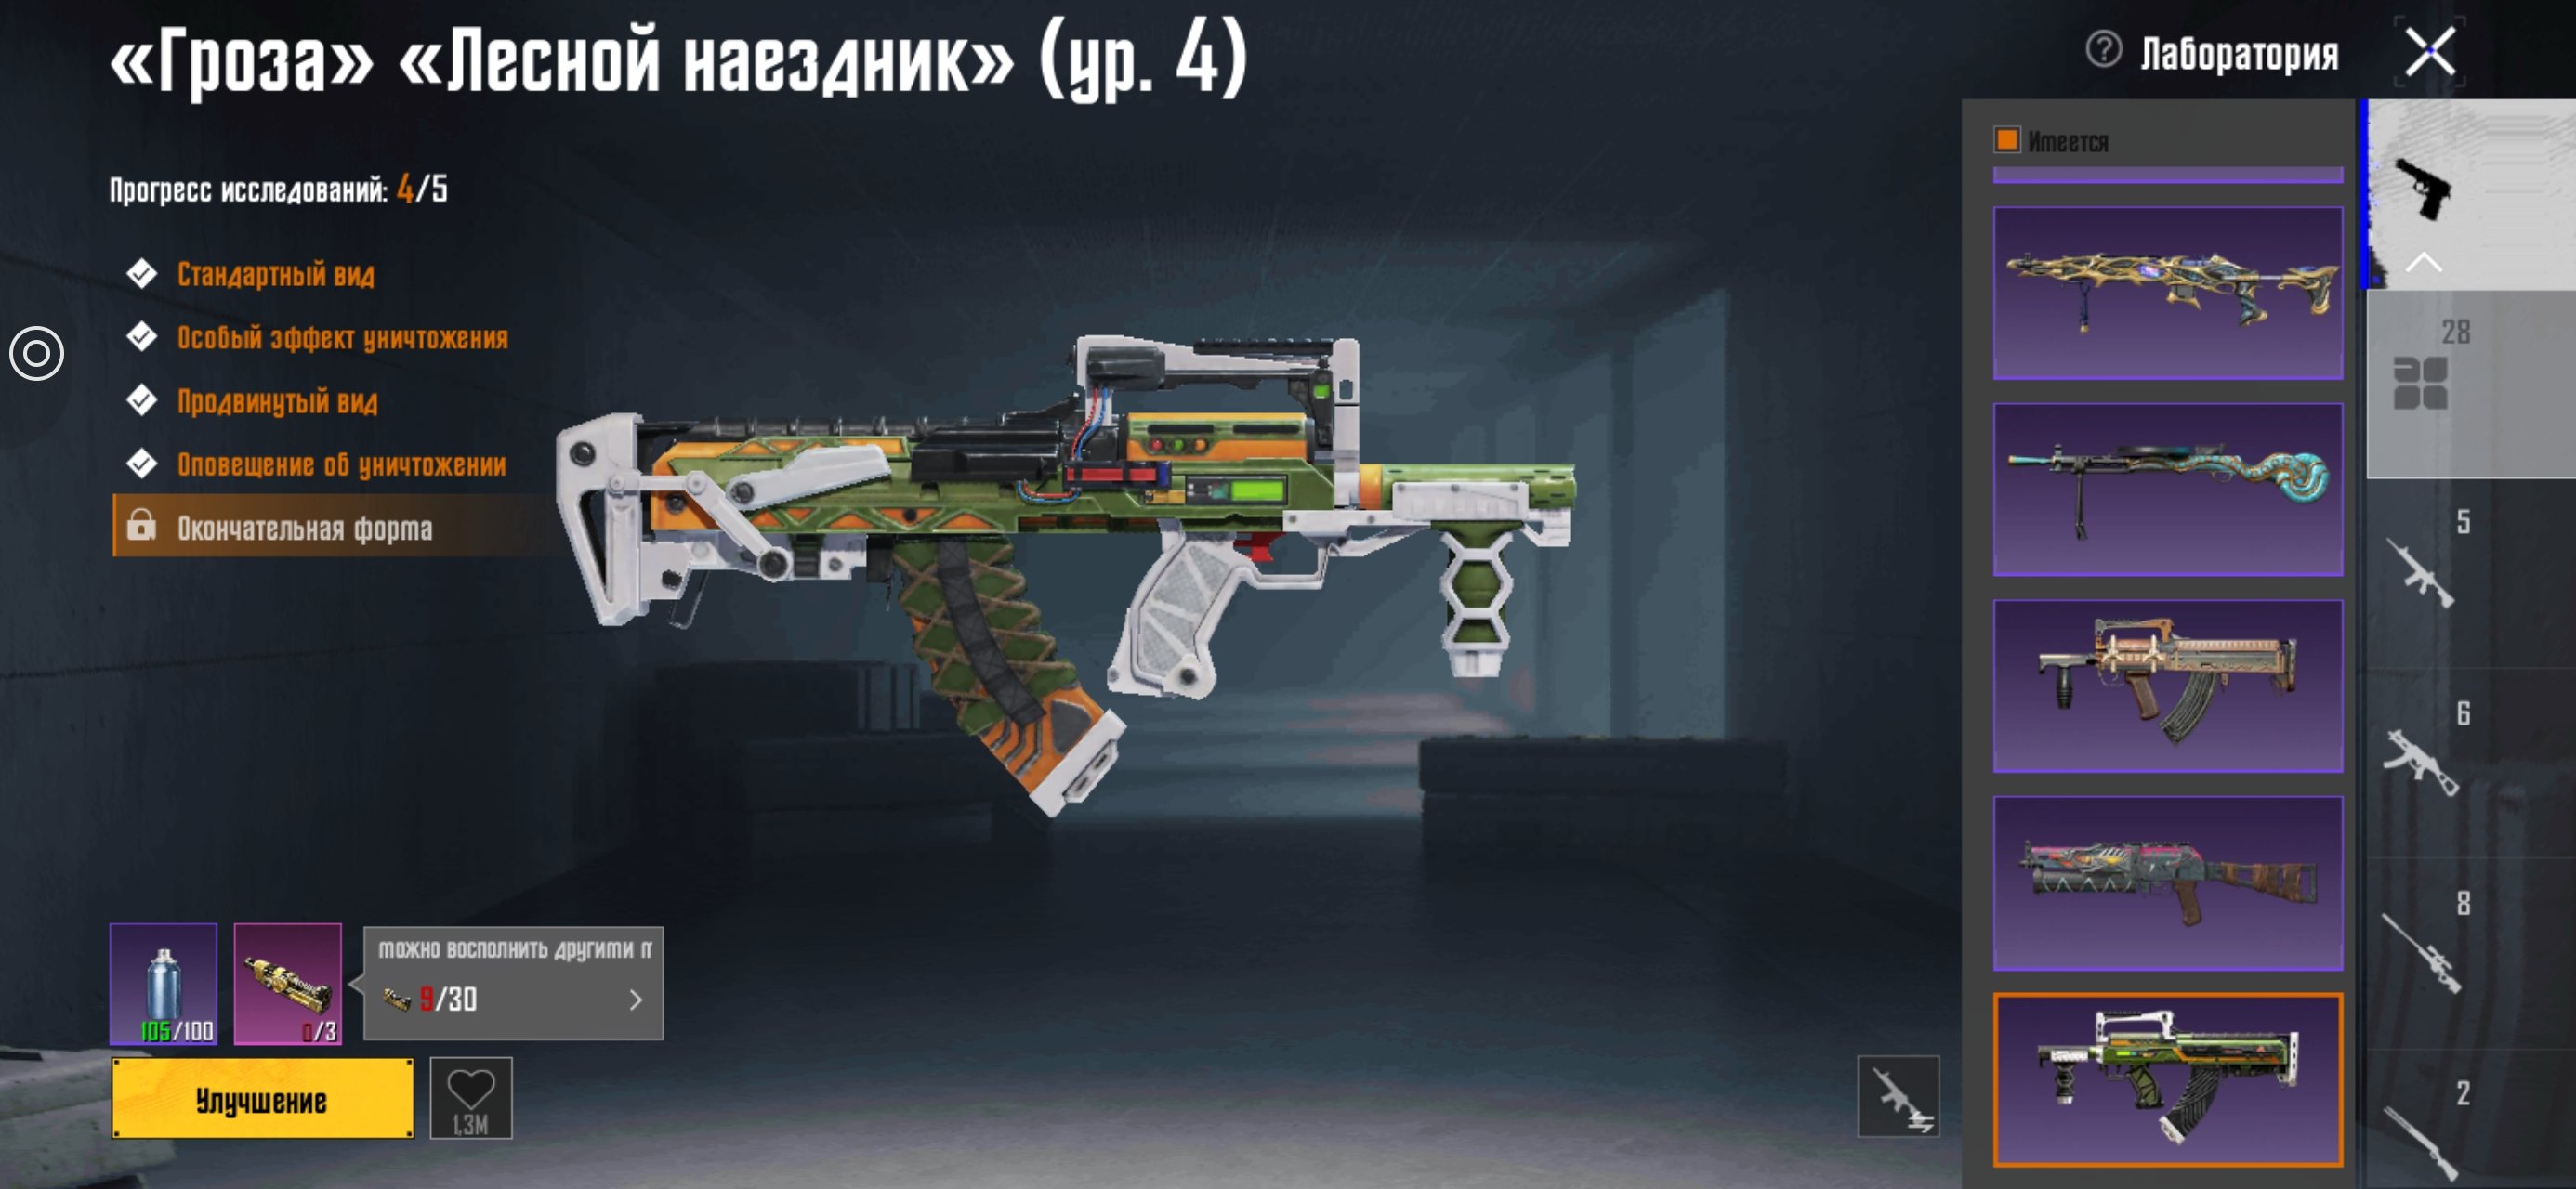 «Гроза» «Лесной наездник» (ур. 4)
Лаборатория
Имеется
Прогресс исследований: 4/5
Стандартный вид
Особый эффект уничтожения
Продвинутый вид
Оповещение об уничтожении
Окончательная форма
28
5
6
8
2
можно восполнить другими
9/30
105/100
0/3
Улучшение
1,3M